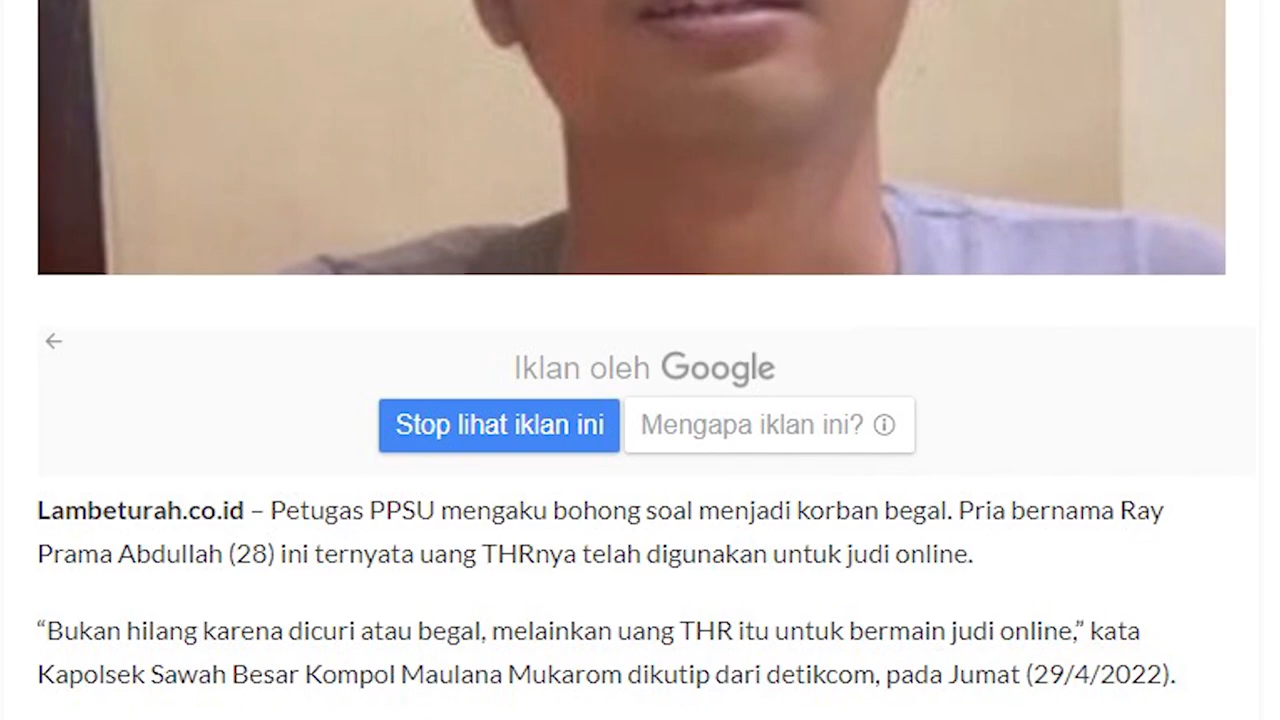 Iklan oleh Google
Stop lihat iklan ini
Mengapa iklan ini?
Lambeturah.co.id – Petugas PPSU mengaku bohong soal menjadi korban begal. Pria bernama Ray
Prama Abdullah (28) ini ternyata uang THRnya telah digunakan untuk judi online.
“Bukan hilang karena dicuri atau begal, melainkan uang THR itu untuk bermain judi online,” kata
Kapolsek Sawah Besar Kompol Maulana Mukarom dikutip dari detikcom, pada Jumat (29/4/2022).